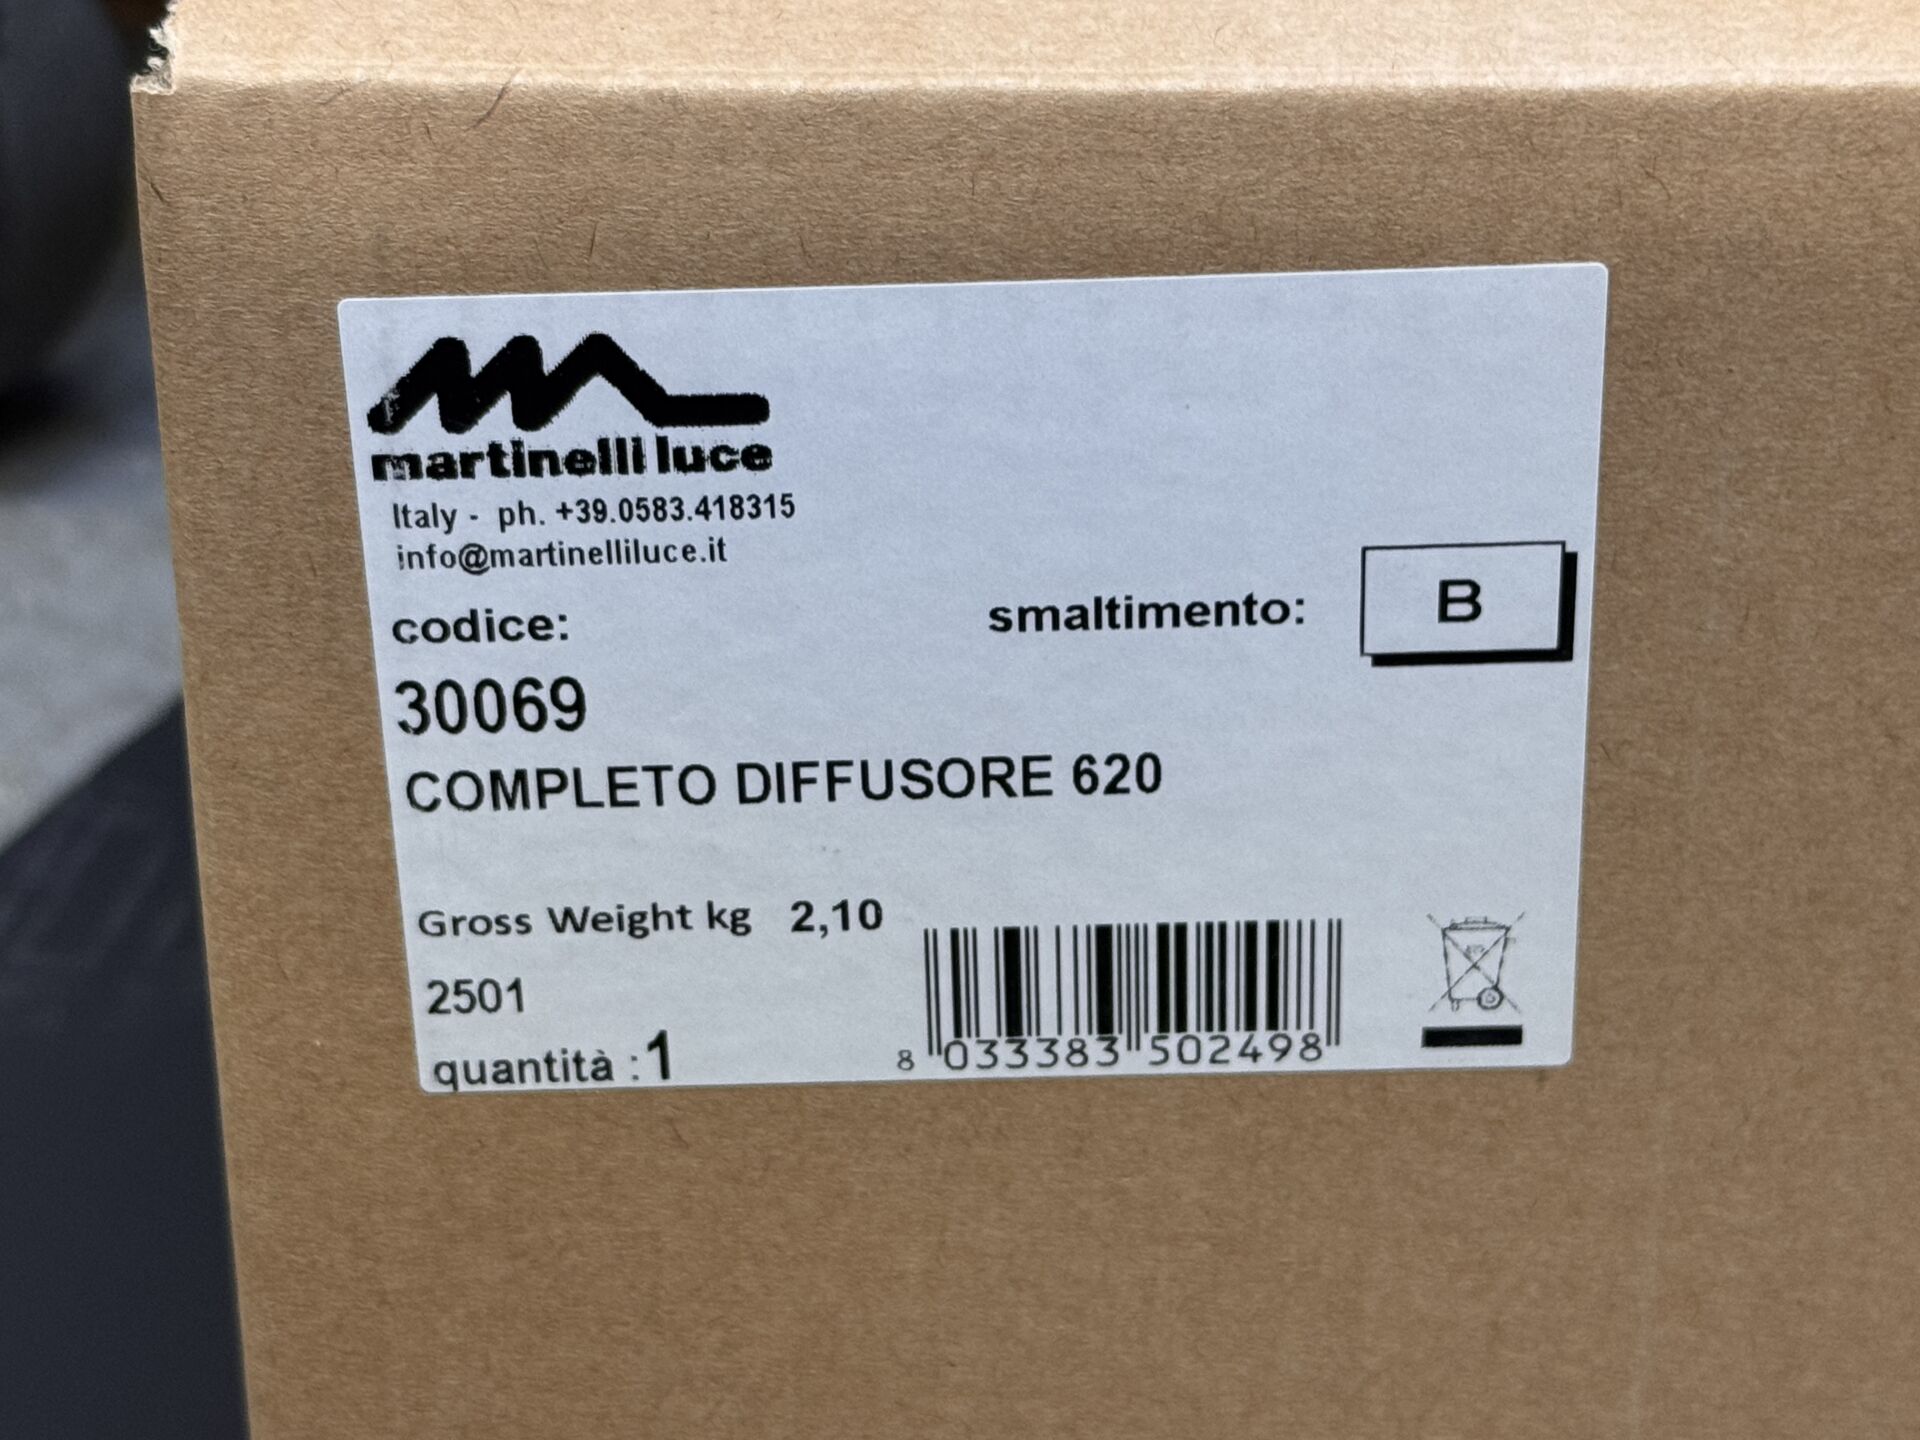 martinelli luce
Italy - ph. +39.0583.418315
info@martinelliluce.it
codice:
smaltimento:
B
30069
COMPLETO DIFFUSORE 620
Gross Weight kg 2,10
2501
quantità : 1
8 033383 502498